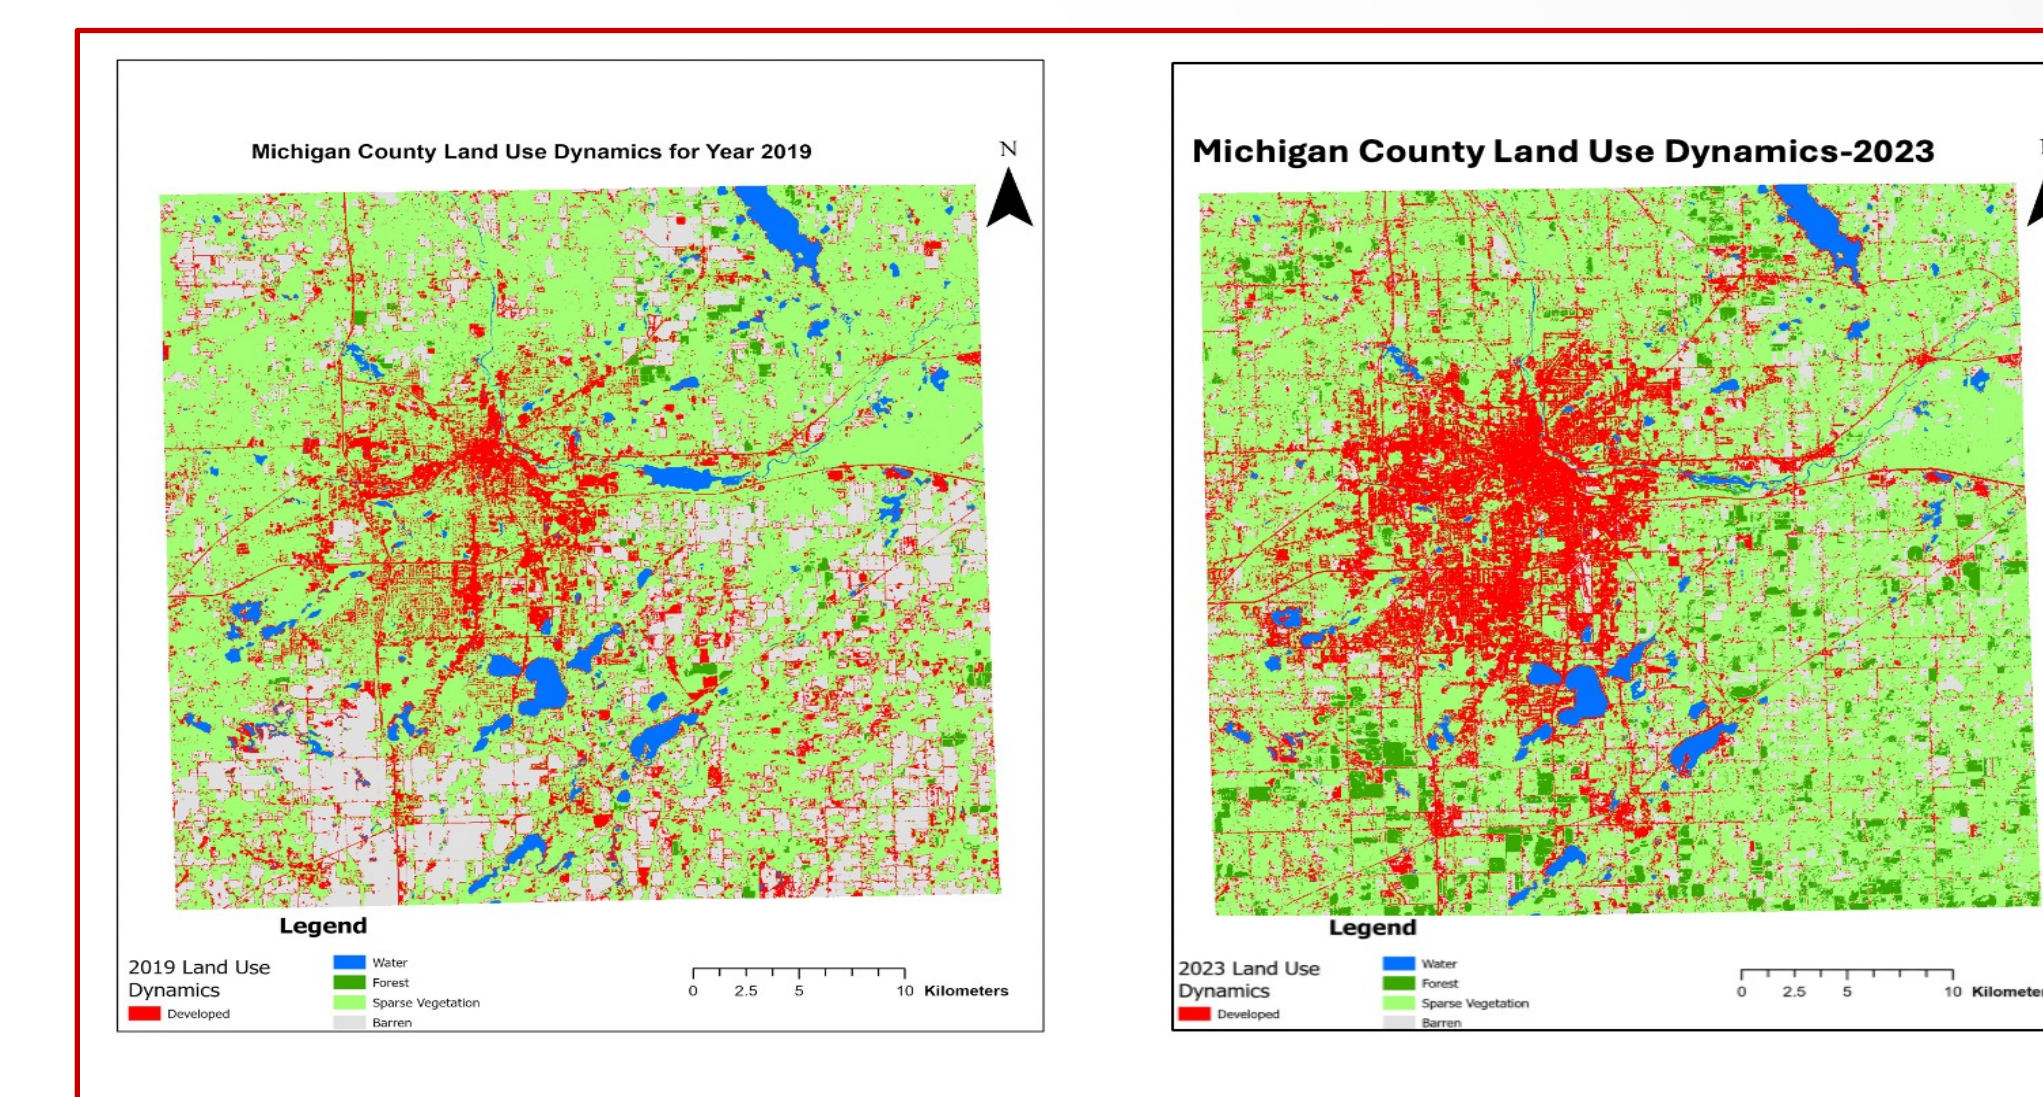 Michigan County Land Use Dynamics for Year 2019
N
Legend
2019 Land Use
Dynamics
Developed
Water
Forest
Sparse Vegetation
Barren
0 2.5 5 10 Kilometers
Michigan County Land Use Dynamics-2023
Legend
2023 Land Use
Dynamics
Developed
Water
Forest
Sparse Vegetation
Barren
0 2.5 5 10 Kilometer